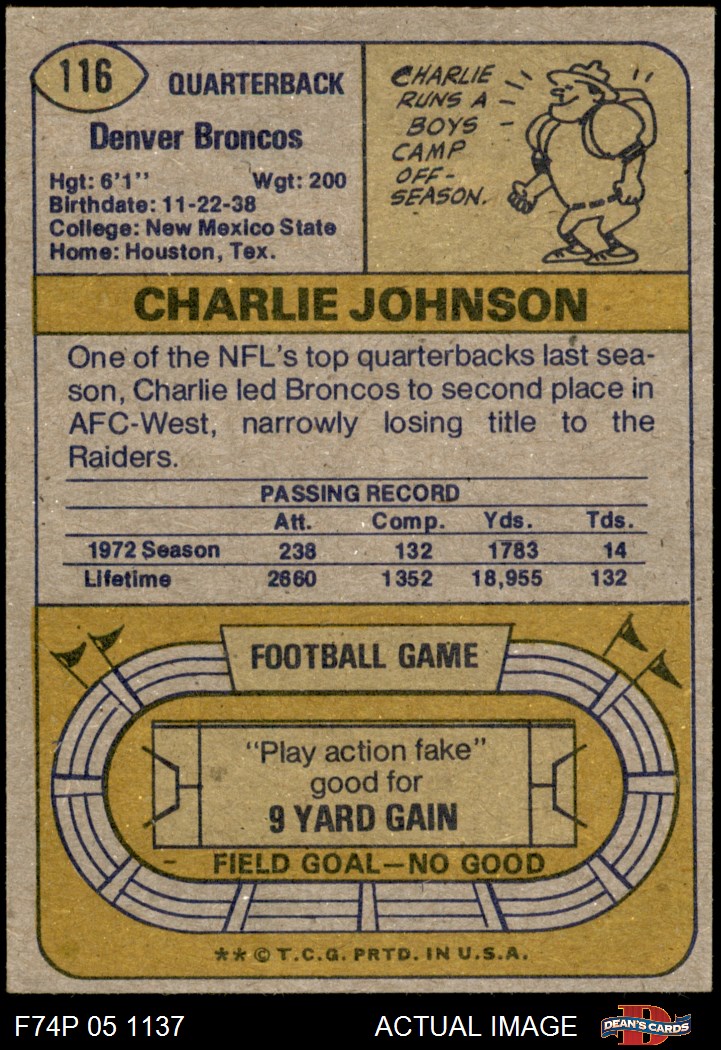 116
QUARTERBACK
Denver Broncos
Hgt: 6'1" Wgt: 200
Birthdate: 11-22-38
College: New Mexico State
Home: Houston, Tex.
CHARLIE
RUNS A
BOYS
CAMP
OFF-
SEASON.
CHARLIE JOHNSON
One of the NFL's top quarterbacks last sea-
son, Charlie led Broncos to second place in
AFC-West, narrowly losing title to the
Raiders.
PASSING RECORD
Att. Comp. Yds. Tds.
1972 Season 238 132 1783 14
Lifetime 2660 1352 18,955 132
FOOTBALL GAME
"Play action fake"
good for
9 YARD GAIN
FIELD GOAL—NO GOOD
** © T.C.G. PRTD. IN U.S.A.
F74P 05 1137 ACTUAL IMAGE
D
DEAN'S CARDS